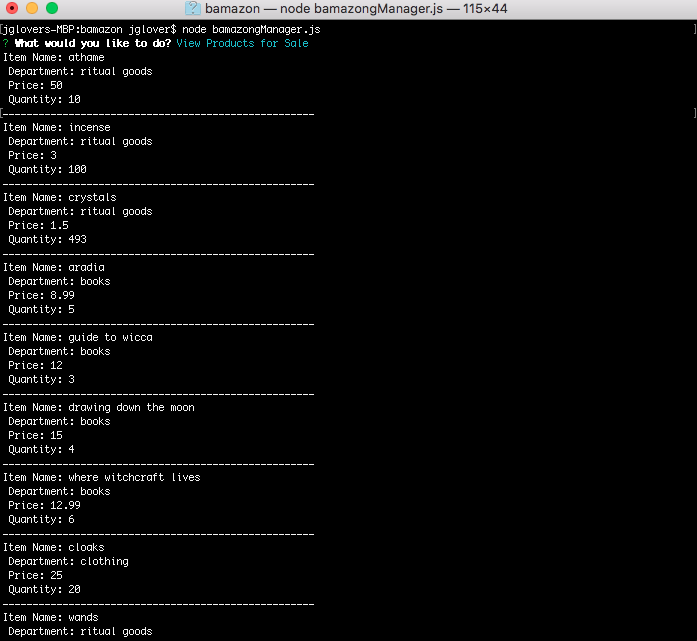 bamazon — node bamazongManager.js — 115×44
[jglovers-MBP:bamazon jglover$ node bamazongManager.js ]
? What would you like to do? View Products for Sale
Item Name: athame
Department: ritual goods
Price: 50
Quantity: 10
[----------------------------------------------------]
Item Name: incense
Department: ritual goods
Price: 3
Quantity: 100
----------------------------------------------------
Item Name: crystals
Department: ritual goods
Price: 1.5
Quantity: 493
----------------------------------------------------
Item Name: aradia
Department: books
Price: 8.99
Quantity: 5
----------------------------------------------------
Item Name: guide to wicca
Department: books
Price: 12
Quantity: 3
----------------------------------------------------
Item Name: drawing down the moon
Department: books
Price: 15
Quantity: 4
----------------------------------------------------
Item Name: where witchcraft lives
Department: books
Price: 12.99
Quantity: 6
----------------------------------------------------
Item Name: cloaks
Department: clothing
Price: 25
Quantity: 20
----------------------------------------------------
Item Name: wands
Department: ritual goods